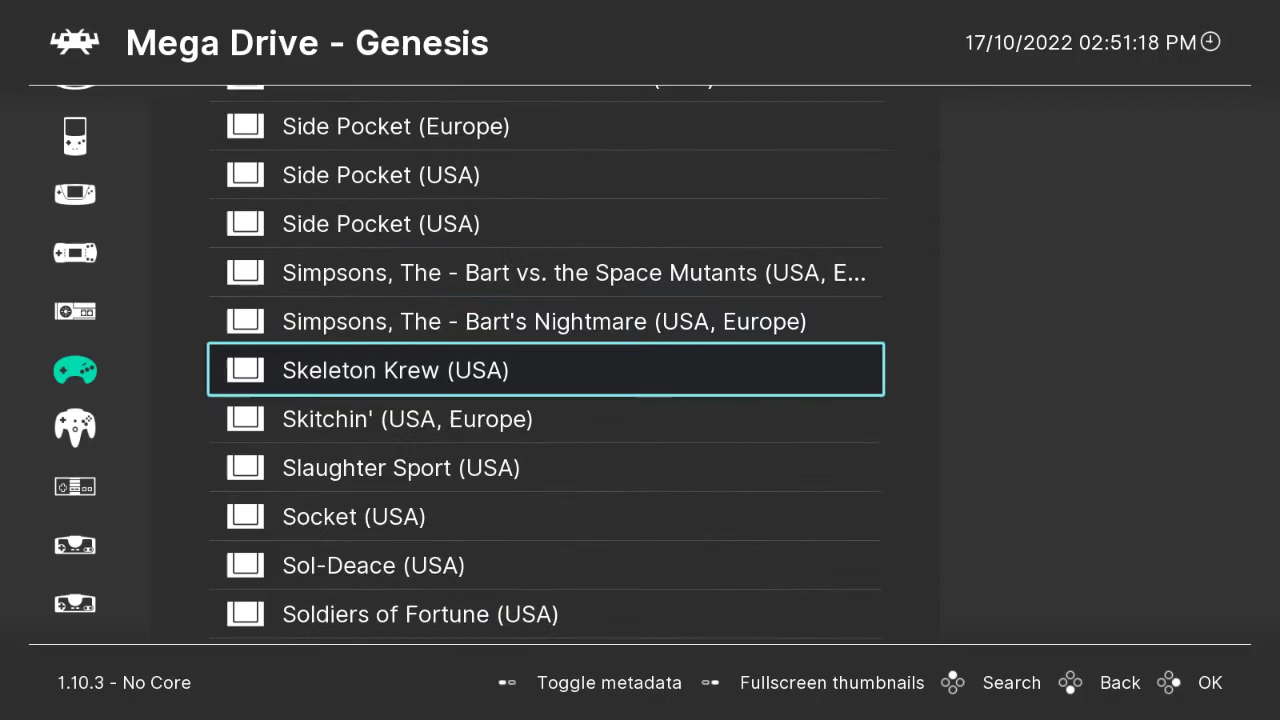 Mega Drive - Genesis
17/10/2022 02:51:18 PM
Side Pocket (Europe)
Side Pocket (USA)
Side Pocket (USA)
Simpsons, The - Bart vs. the Space Mutants (USA, E...
Simpsons, The - Bart's Nightmare (USA, Europe)
Skeleton Krew (USA)
Skitchin' (USA, Europe)
Slaughter Sport (USA)
Socket (USA)
Sol-Deace (USA)
Soldiers of Fortune (USA)
1.10.3 - No Core
Toggle metadata
Fullscreen thumbnails
Search
Back
OK